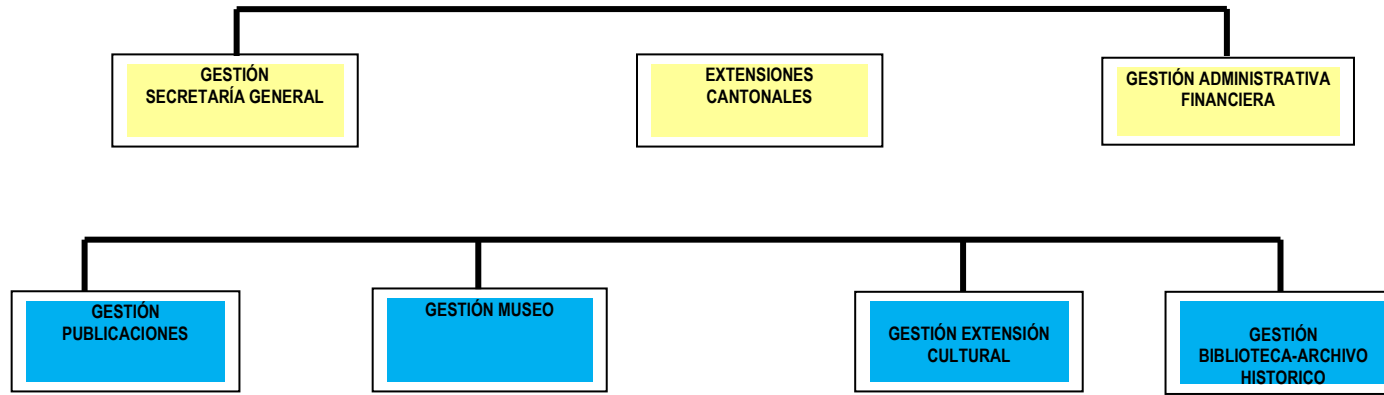 GESTIÓN
SECRETARÍA GENERAL
EXTENSIONES
CANTONALES
GESTIÓN ADMINISTRATIVA
FINANCIERA
GESTIÓN
PUBLICACIONES
GESTIÓN MUSEO
GESTIÓN EXTENSIÓN
CULTURAL
GESTIÓN
BIBLIOTECA-ARCHIVO
HISTORICO